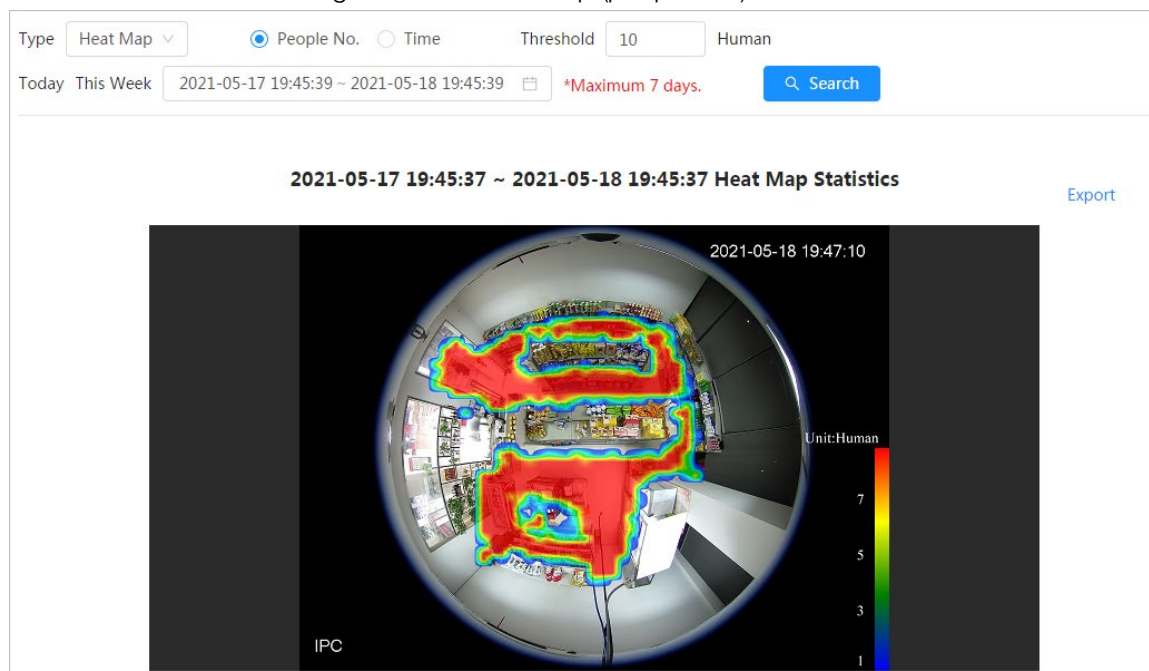 Type Heat Map People No. Time Threshold 10 Human
Today This Week 2021-05-17 19:45:39 ~ 2021-05-18 19:45:39 *Maximum 7 days. Search
2021-05-17 19:45:37 ~ 2021-05-18 19:45:37 Heat Map Statistics
Export
2021-05-18 19:47:10
Unit:Human
7
5
3
IPC
1